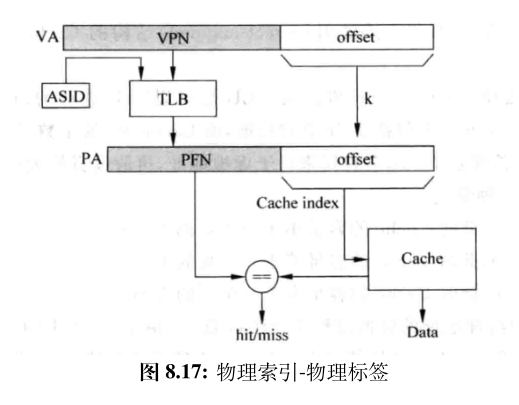 VA VPN offset
ASID TLB k
PA PFN offset
Cache index
== Cache
hit/miss Data
图 8.17: 物理索引-物理标签